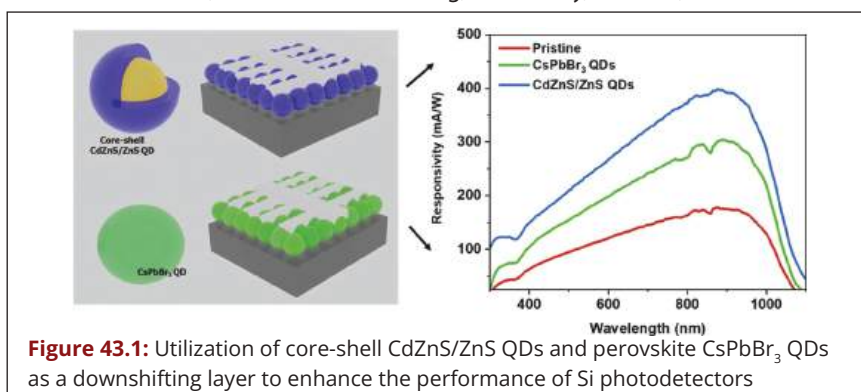 Core-shell
CdZnS/ZnS QD
CsPbBr₃ QD
500
400
300
200
100
Responsivity (mA/W)
Pristine
CsPbBr₃ QDs
CdZnS/ZnS QDs
400
600
800
1000
Wavelength (nm)
Figure 43.1: Utilization of core-shell CdZnS/ZnS QDs and perovskite CsPbBr₃ QDs
as a downshifting layer to enhance the performance of Si photodetectors